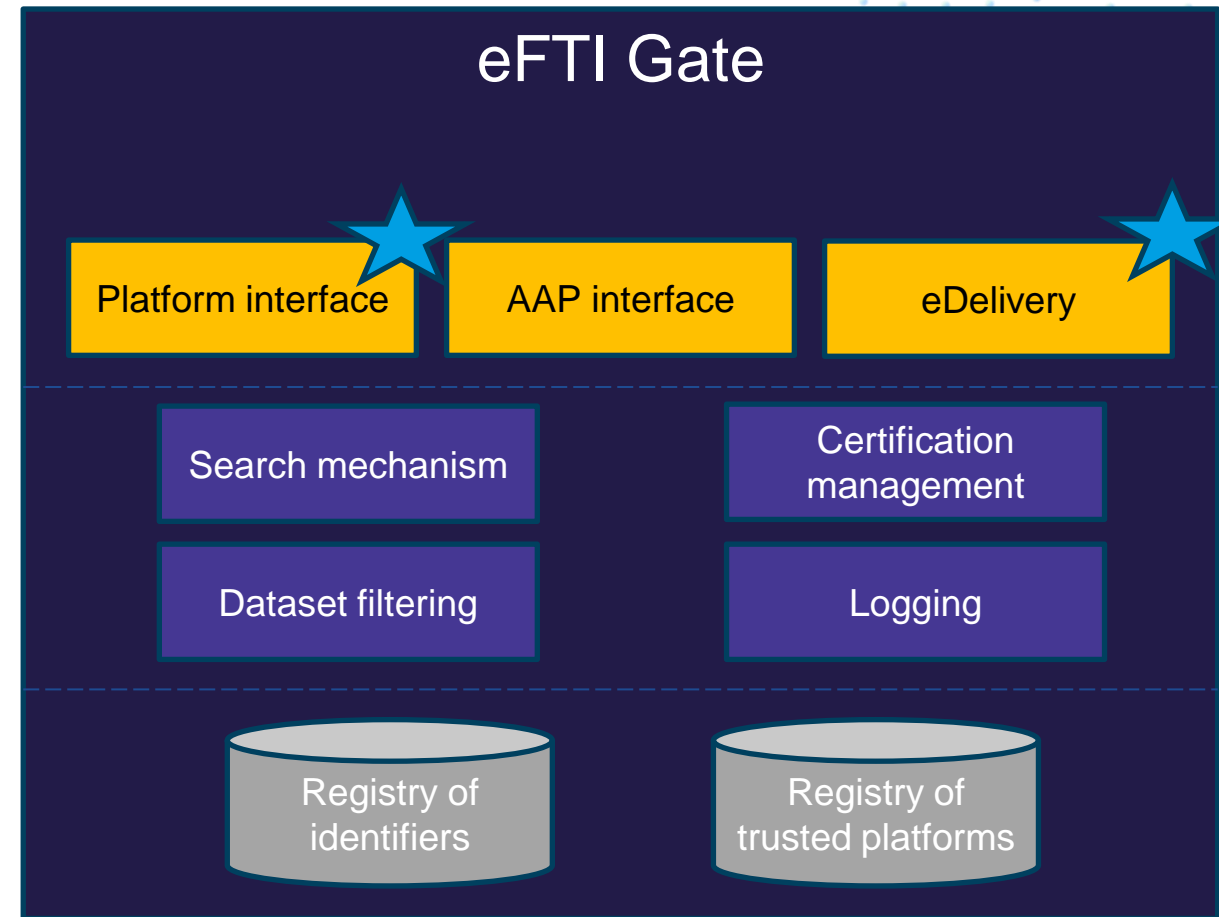 eFTI Gate
Platform interface
AAP interface
eDelivery
Search mechanism
Certification
management
Dataset filtering
Logging
Registry of
identifiers
Registry of
trusted platforms